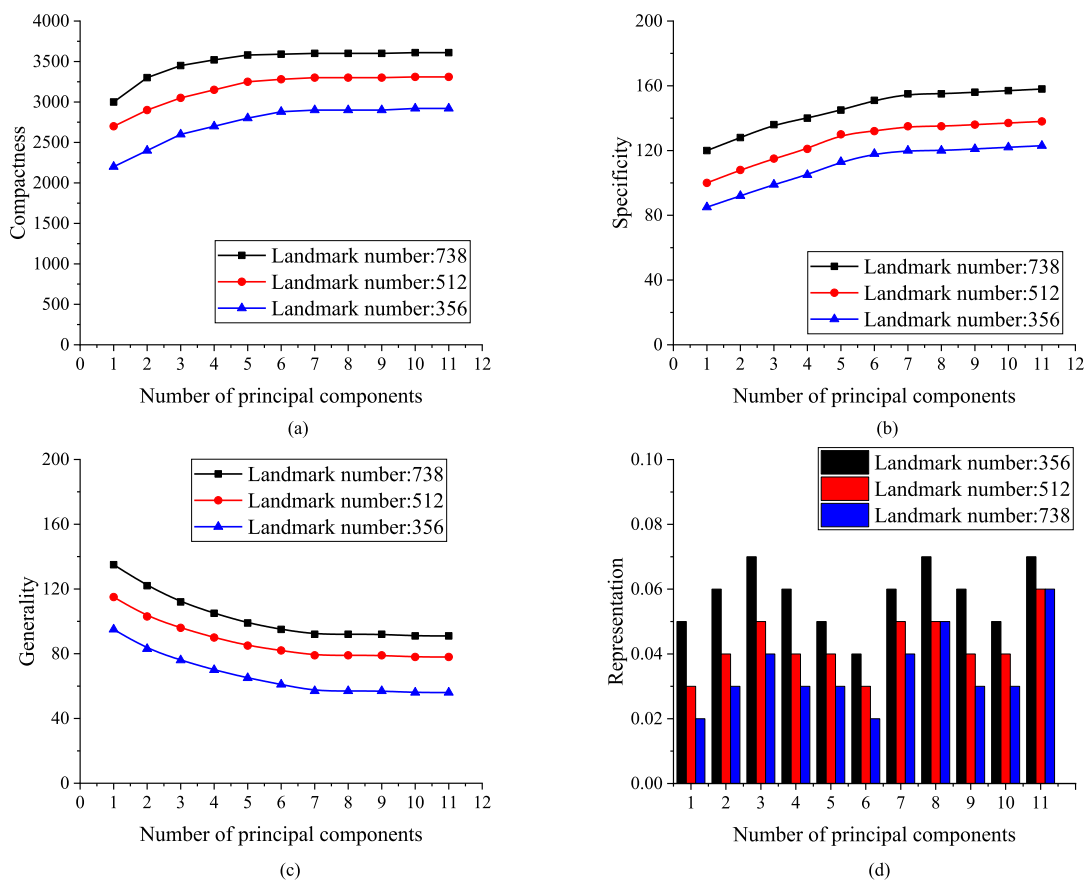 4000
3500
3000
2500
2000
1500
1000
500
0
Compactness
Landmark number:738
Landmark number:512
Landmark number:356
0 1 2 3 4 5 6 7 8 9 10 11 12
Number of principal components
(a)
200
160
120
80
40
0
Specificity
Landmark number:738
Landmark number:512
Landmark number:356
0 1 2 3 4 5 6 7 8 9 10 11 12
Number of principal components
(b)
200
160
120
80
40
0
Generality
Landmark number:738
Landmark number:512
Landmark number:356
0 1 2 3 4 5 6 7 8 9 10 11 12
Number of principal components
(c)
0.10
0.08
0.06
0.04
0.02
0.00
Representation
Landmark number:356
Landmark number:512
Landmark number:738
1 2 3 4 5 6 7 8 9 10 11
Number of principal components
(d)